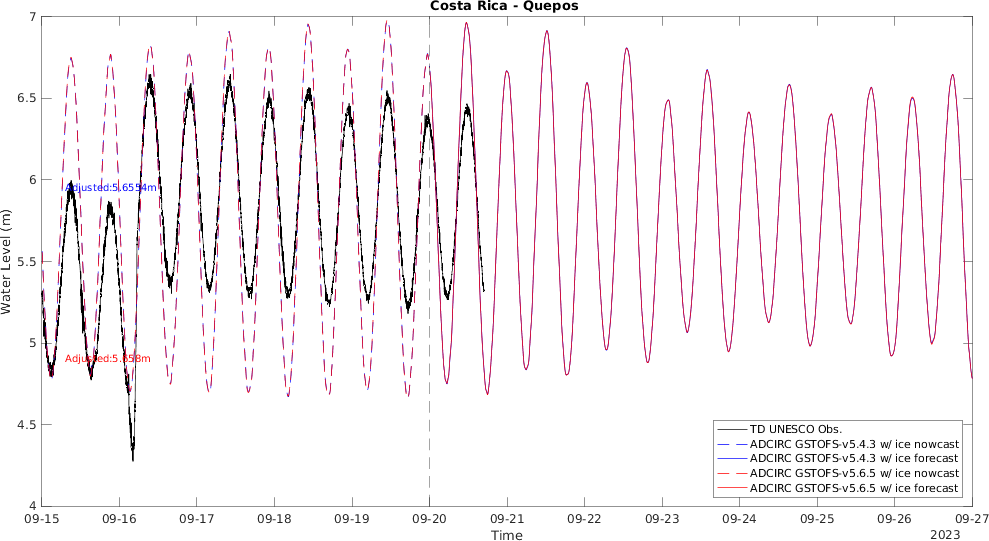 Costa Rica - Quepos
7
6.5
6
5.5
5
4.5
4
Water Level (m)
Adjusted:5.6554m
Adjusted:5.658m
TD UNESCO Obs.
ADCIRC GSTOFS-v5.4.3 w/ ice nowcast
ADCIRC GSTOFS-v5.4.3 w/ ice forecast
ADCIRC GSTOFS-v5.6.5 w/ ice nowcast
ADCIRC GSTOFS-v5.6.5 w/ ice forecast
09-15 09-16 09-17 09-18 09-19 09-20 09-21 09-22 09-23 09-24 09-25 09-26 09-27
Time
2023